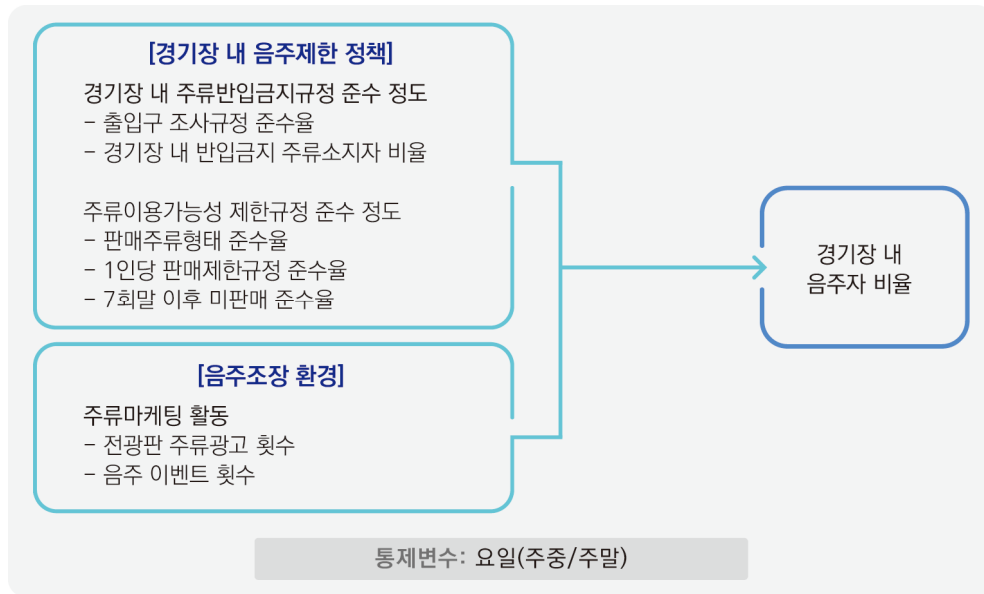 [경기장 내 음주제한 정책]
경기장 내 주류반입금지규정 준수 정도
- 출입구 조사규정 준수율
- 경기장 내 반입금지 주류소지자 비율
주류이용가능성 제한규정 준수 정도
- 판매주류형태 준수율
- 1인당 판매제한규정 준수율
- 7회말 이후 미판매 준수율
[음주조장 환경]
주류마케팅 활동
- 전광판 주류광고 횟수
- 음주 이벤트 횟수
경기장 내
음주자 비율
통제변수: 요일(주중/주말)